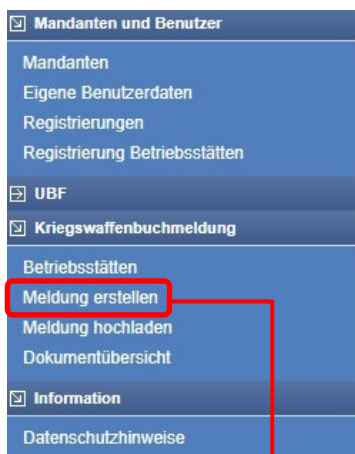 Mandanten und Benutzer
Mandanten
Eigene Benutzerdaten
Registrierungen
Registrierung Betriebsstätten
UBF
Kriegswaffenbuchmeldung
Betriebsstätten
Meldung erstellen
Meldung hochladen
Dokumentübersicht
Information
Datenschutzhinweise